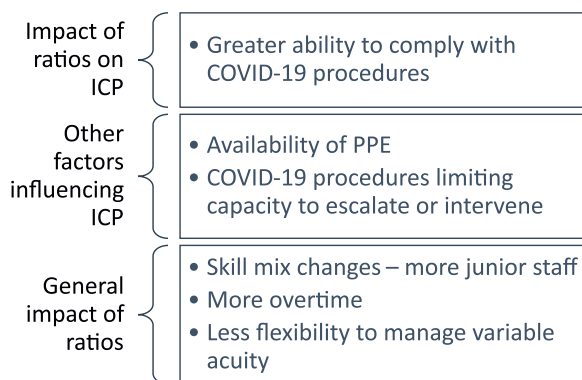 Impact of
ratios on
ICP
• Greater ability to comply with
COVID-19 procedures
Other
factors
influencing
ICP
• Availability of PPE
• COVID-19 procedures limiting
capacity to escalate or intervene
General
impact of
ratios
• Skill mix changes – more junior staff
• More overtime
• Less flexibility to manage variable
acuity